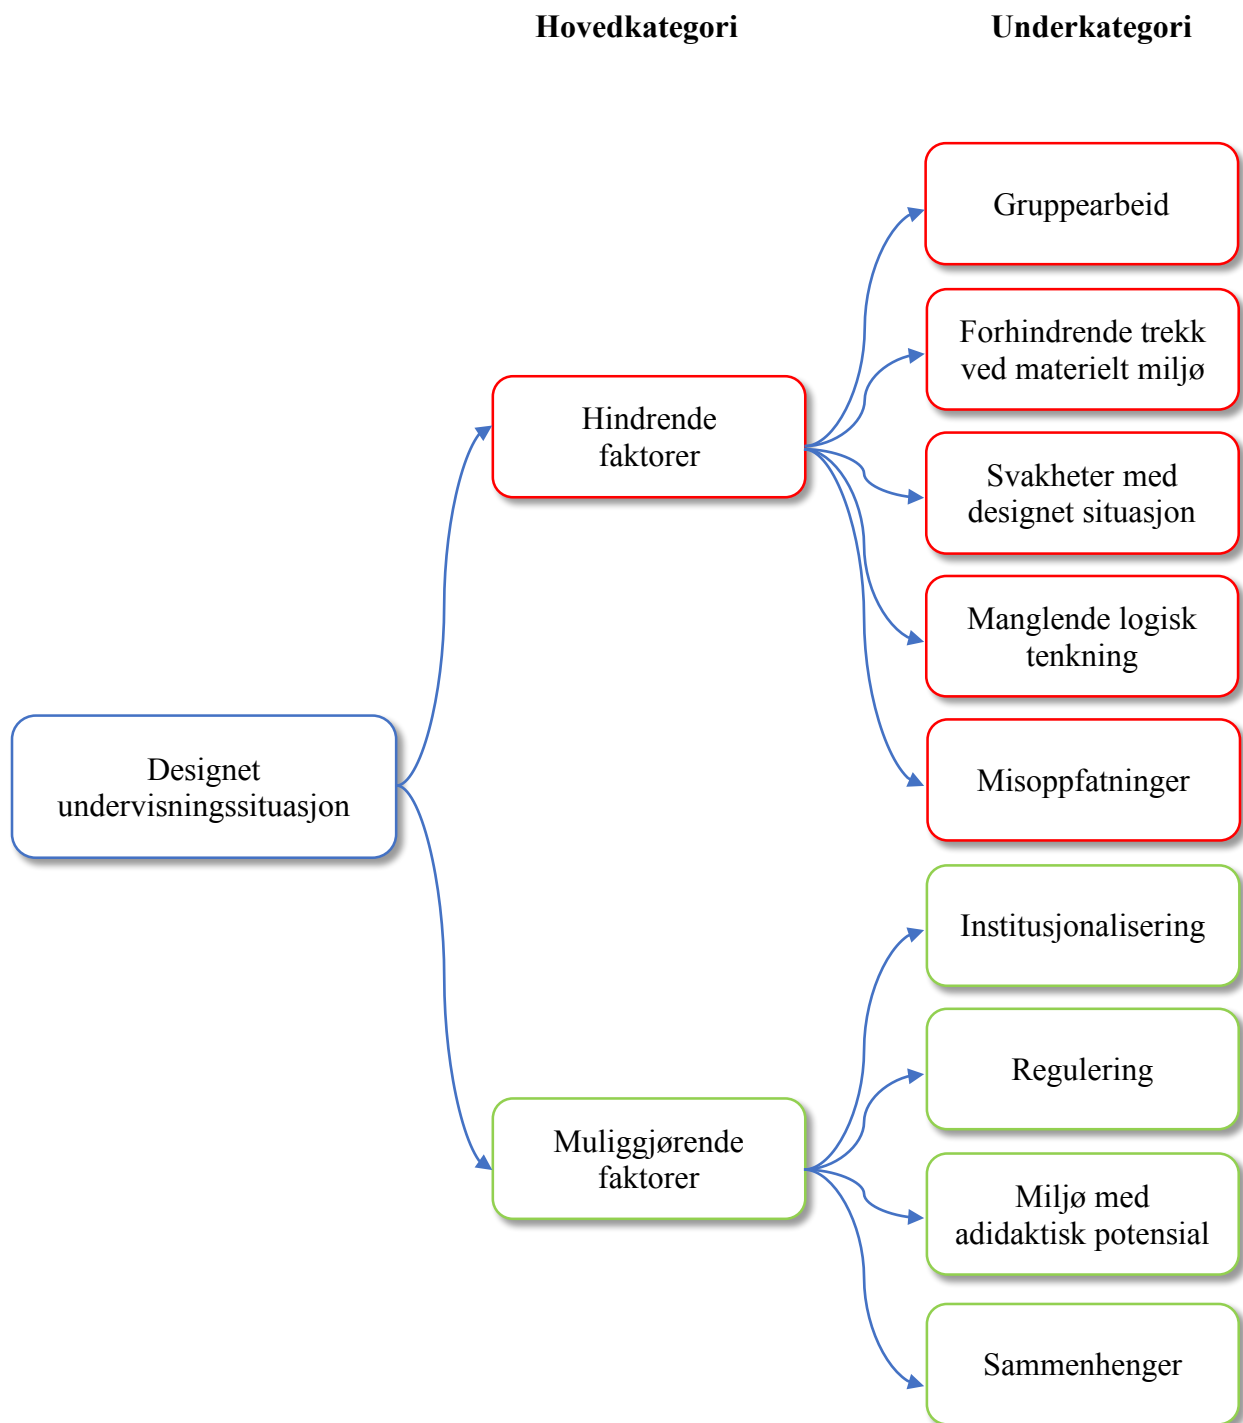 Hovedkategori
Underkategori
Gruppearbeid
Forhindrende trekk
ved materielt miljø
Hindrende
faktorer
Svakheter med
designet situasjon
Manglende logisk
tenkning
Designet
undervisningssituasjon
Misoppfatninger
Institusjonalisering
Regulering
Muliggjørende
faktorer
Miljø med
adidaktisk potensial
Sammenhenger